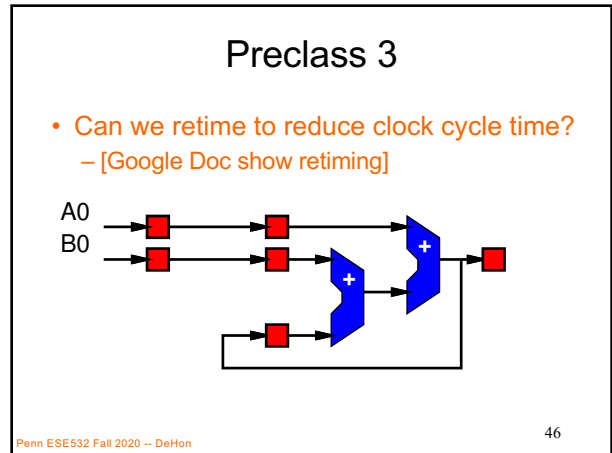 Preclass 3
• Can we retime to reduce clock cycle time?
– [Google Doc show retiming]
A0
B0
+
+
Penn ESE532 Fall 2020 -- DeHon
46